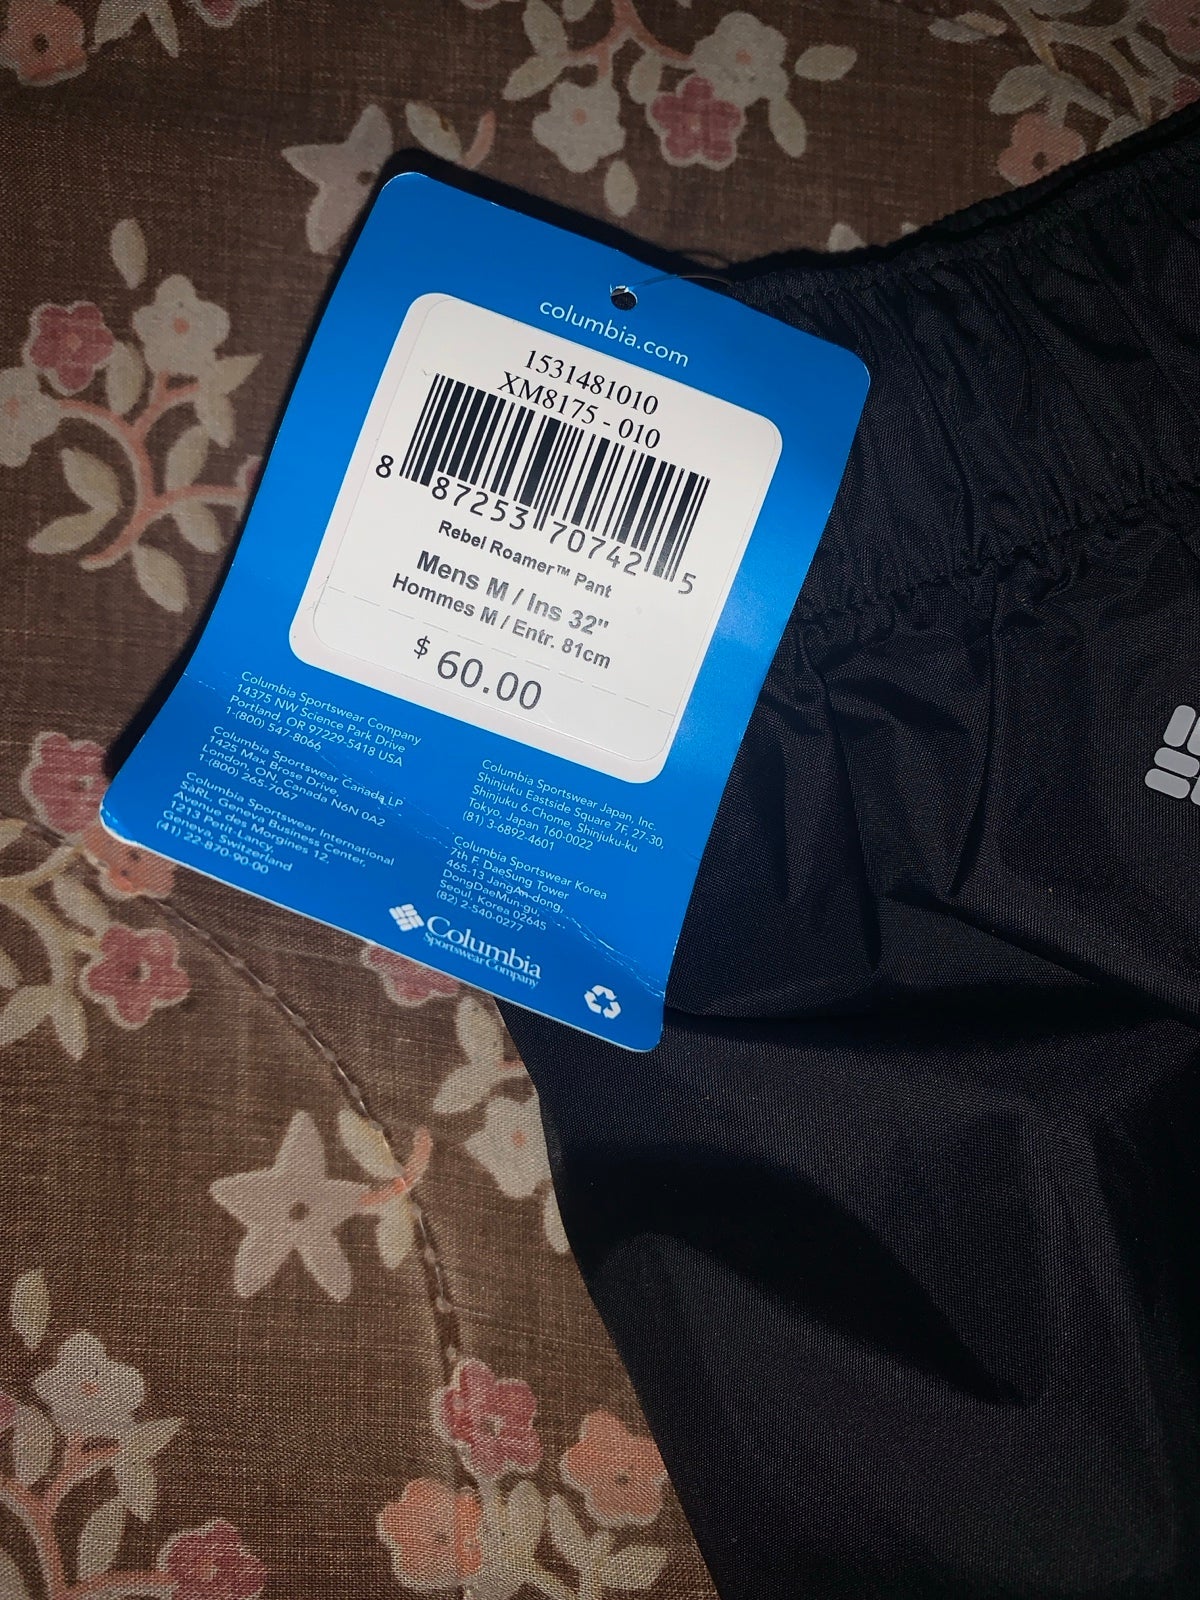 columbia.com
1531481010
XM8175 - 010
8 87253 70742 5
Rebel Roamer™ Pant
Mens M / Ins 32"
Hommes M / Entr. 81cm
$ 60.00
Columbia Sportswear Company
14375 NW Science Park Drive
Portland, OR 97229-5418 USA
1-(800) 547-8066
Columbia Sportswear Canada LP
1425 Max Brose Drive,
London, ON, Canada N6N 0A2
1-(800) 265-7067
Columbia Sportswear International
SàRL, Geneva Business Center,
Avenue des Morgines 12,
1213 Petit-Lancy,
Geneva, Switzerland
(41) 22-870-90-00
Columbia Sportswear Japan, Inc.
Shinjuku Eastside Square 7F, 27-30,
Shinjuku 6-Chome, Shinjuku-ku
Tokyo, Japan 160-0022
(81) 3-6892-4601
Columbia Sportswear Korea
7th F. DaeSung Tower
465-13 JangAn-dong,
DongDaeMun-gu,
Seoul, Korea 02645
(82) 2-540-0277
Columbia
Sportswear Company